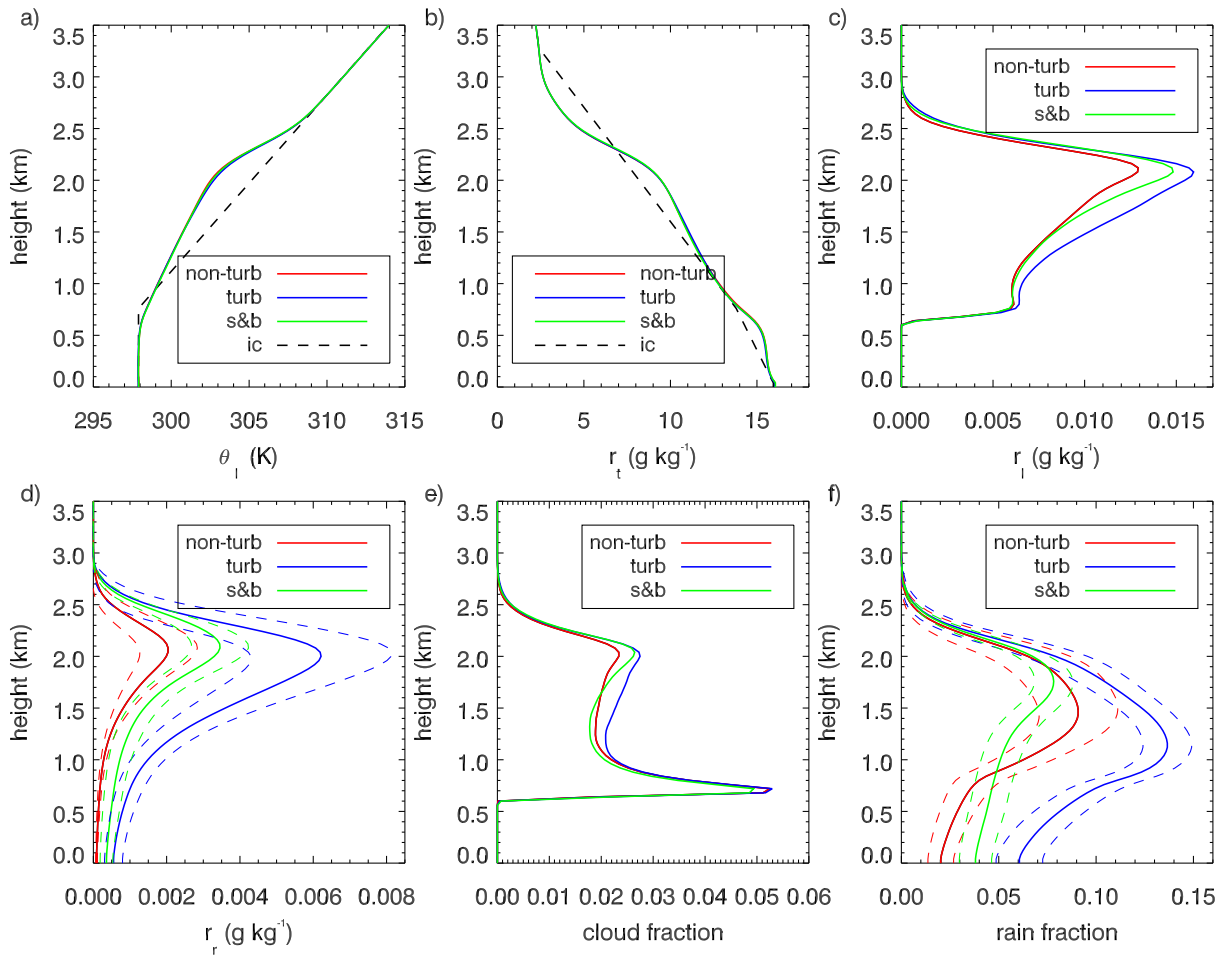 a)
3.5
3.0
2.5
2.0
1.5
1.0
0.5
0.0
height (km)
non-turb
turb
s&b
ic
295 300 305 310 315
θl (K)
b)
3.5
3.0
2.5
2.0
1.5
1.0
0.5
0.0
height (km)
non-turb
turb
s&b
ic
0 5 10 15
rt (g kg-1)
c)
3.5
3.0
2.5
2.0
1.5
1.0
0.5
0.0
height (km)
non-turb
turb
s&b
0.000 0.005 0.010 0.015
rl (g kg-1)
d)
3.5
3.0
2.5
2.0
1.5
1.0
0.5
0.0
height (km)
non-turb
turb
s&b
0.000 0.002 0.004 0.006 0.008
rr (g kg-1)
e)
3.5
3.0
2.5
2.0
1.5
1.0
0.5
0.0
height (km)
non-turb
turb
s&b
0.00 0.01 0.02 0.03 0.04 0.05 0.06
cloud fraction
f)
3.5
3.0
2.5
2.0
1.5
1.0
0.5
0.0
height (km)
non-turb
turb
s&b
0.00 0.05 0.10 0.15
rain fraction